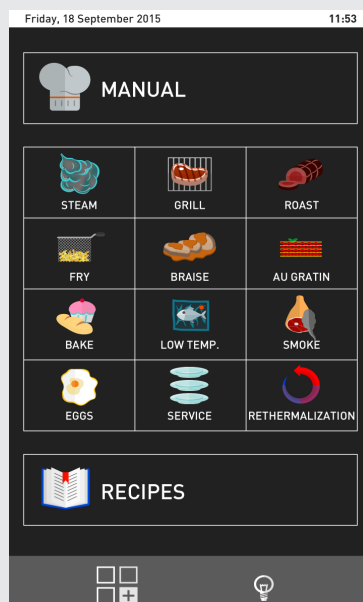 Friday, 18 September 2015 11:53
MANUAL
STEAM GRILL ROAST
FRY BRAISE AU GRATIN
BAKE LOW TEMP. SMOKE
EGGS SERVICE RETHERMALIZATION
RECIPES